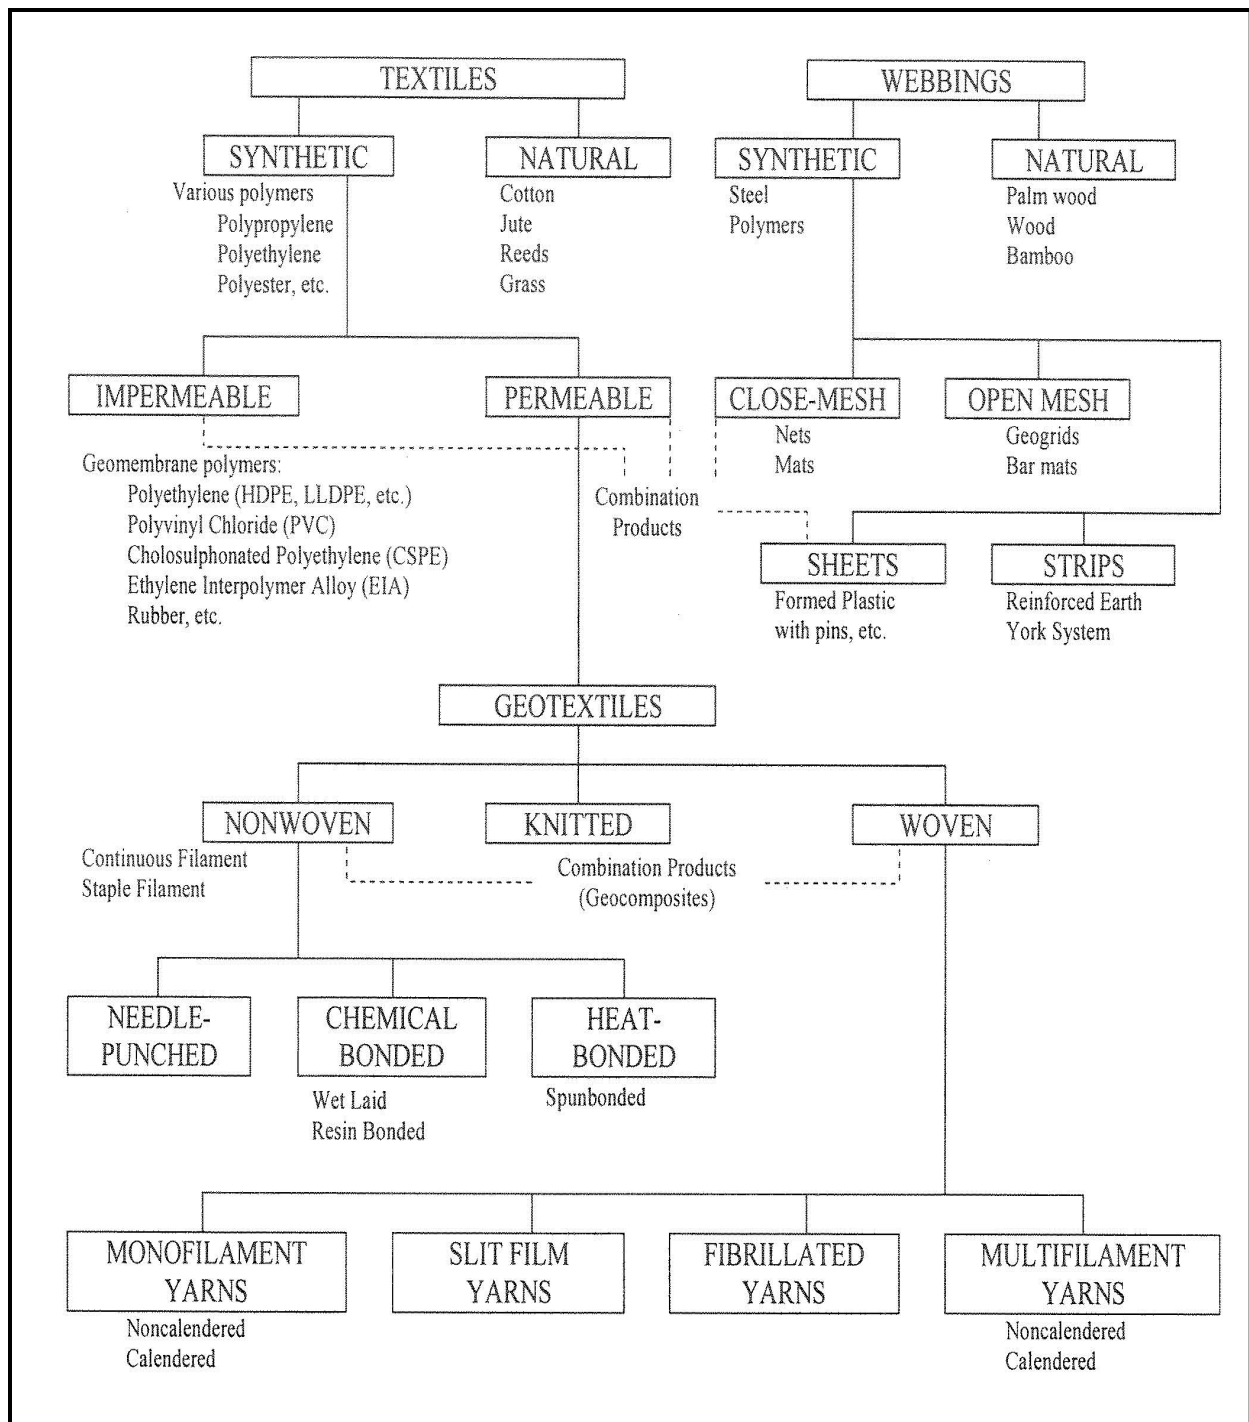 TEXTILES
WEBBINGS
SYNTHETIC
NATURAL
SYNTHETIC
NATURAL
Various polymers
Polypropylene
Polyethylene
Polyester, etc.
Cotton
Jute
Reeds
Grass
Steel
Polymers
Palm wood
Wood
Bamboo
IMPERMEABLE
PERMEABLE
CLOSE-MESH
OPEN MESH
Nets
Mats
Geogrids
Bar mats
Geomembrane polymers:
Polyethylene (HDPE, LLDPE, etc.)
Polyvinyl Chloride (PVC)
Cholosulphonated Polyethylene (CSPE)
Ethylene Interpolymer Alloy (EIA)
Rubber, etc.
Combination
Products
SHEETS
STRIPS
Formed Plastic
with pins, etc.
Reinforced Earth
York System
GEOTEXTILES
NONWOVEN
KNITTED
WOVEN
Continuous Filament
Staple Filament
Combination Products
(Geocomposites)
NEEDLE-
PUNCHED
CHEMICAL
BONDED
HEAT-
BONDED
Wet Laid
Resin Bonded
Spunbonded
MONOFILAMENT
YARNS
SLIT FILM
YARNS
FIBRILLATED
YARNS
MULTIFILAMENT
YARNS
Noncalendered
Calendered
Noncalendered
Calendered